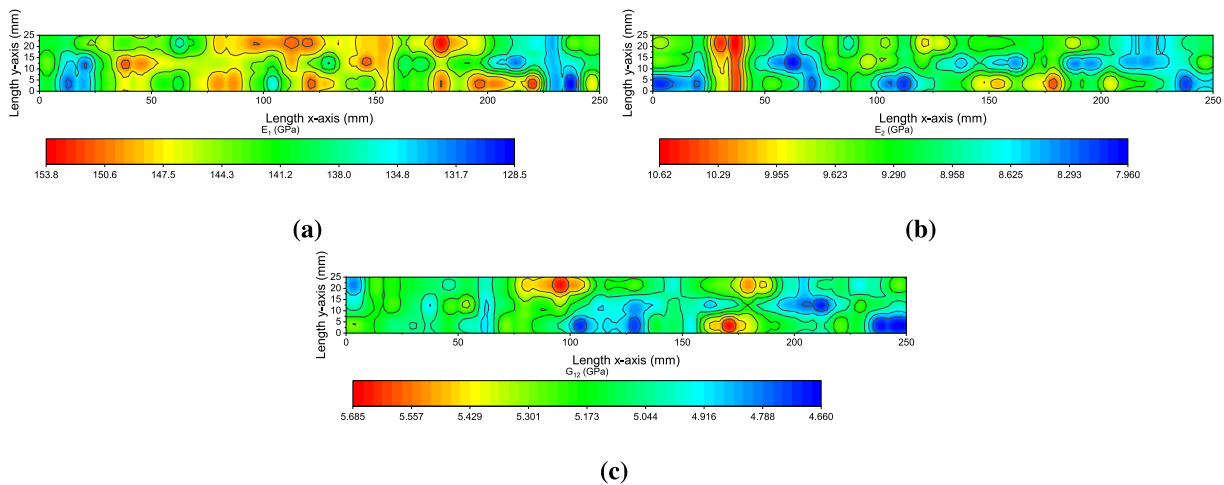 Length y-axis (mm)
25
20
15
10
5
0
0 50 100 150 200 250
Length x-axis (mm)
E1 (GPa)
153.8 150.6 147.5 144.3 141.2 138.0 134.8 131.7 128.5
(a)
Length y-axis (mm)
25
20
15
10
5
0
0 50 100 150 200 250
Length x-axis (mm)
E2 (GPa)
10.62 10.29 9.955 9.623 9.290 8.958 8.625 8.293 7.960
(b)
Length y-axis (mm)
25
20
15
10
5
0
0 50 100 150 200 250
Length x-axis (mm)
G12 (GPa)
5.685 5.557 5.429 5.301 5.173 5.044 4.916 4.788 4.660
(c)